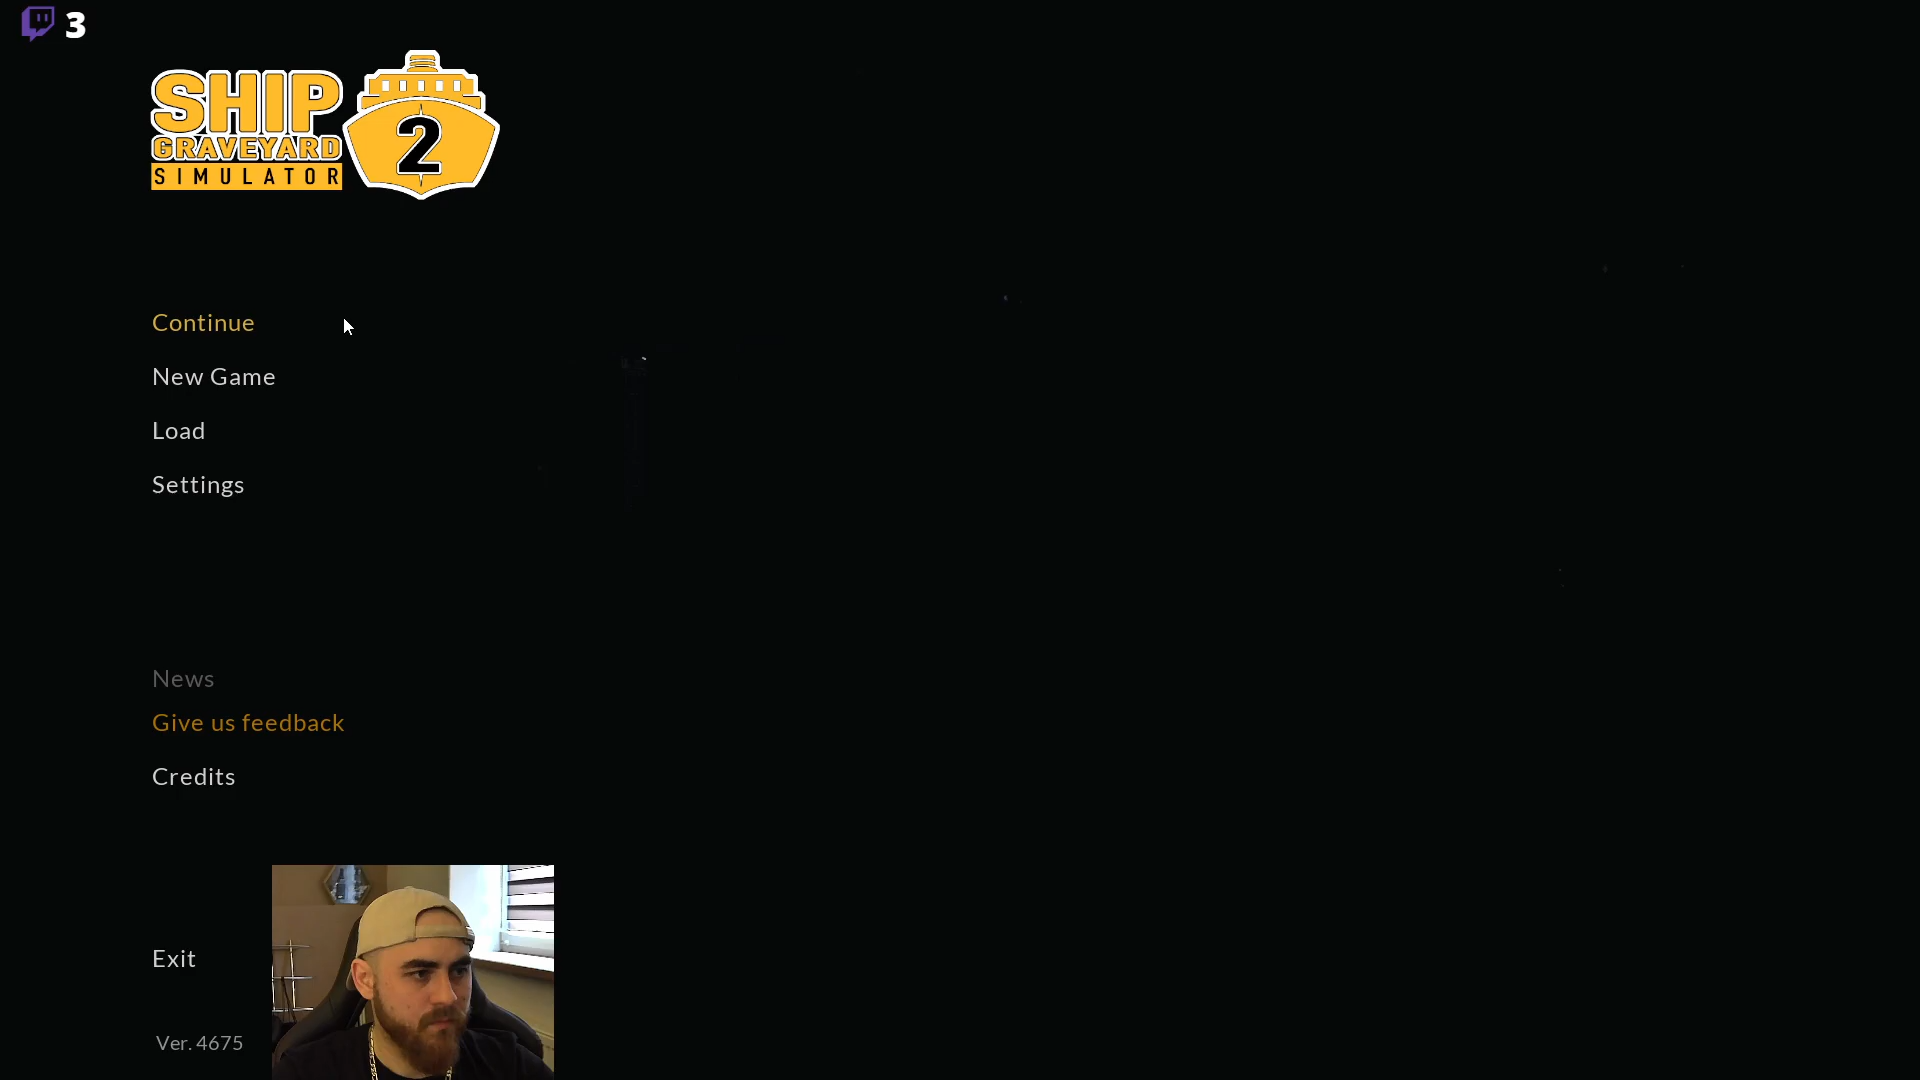 3
SHIP
GRAVEYARD
SIMULATOR
2
Continue
New Game
Load
Settings
News
Give us feedback
Credits
Exit
Ver. 4675